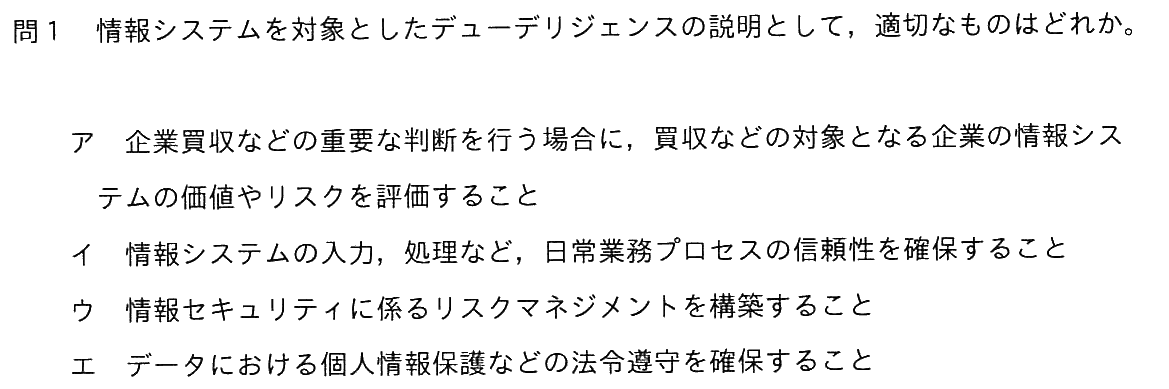 問1 情報システムを対象としたデューデリジェンスの説明として，適切なものはどれか。
ア 企業買収などの重要な判断を行う場合に，買収などの対象となる企業の情報シス
テムの価値やリスクを評価すること
イ 情報システムの入力，処理など，日常業務プロセスの信頼性を確保すること
ウ 情報セキュリティに係るリスクマネジメントを構築すること
エ データにおける個人情報保護などの法令遵守を確保すること